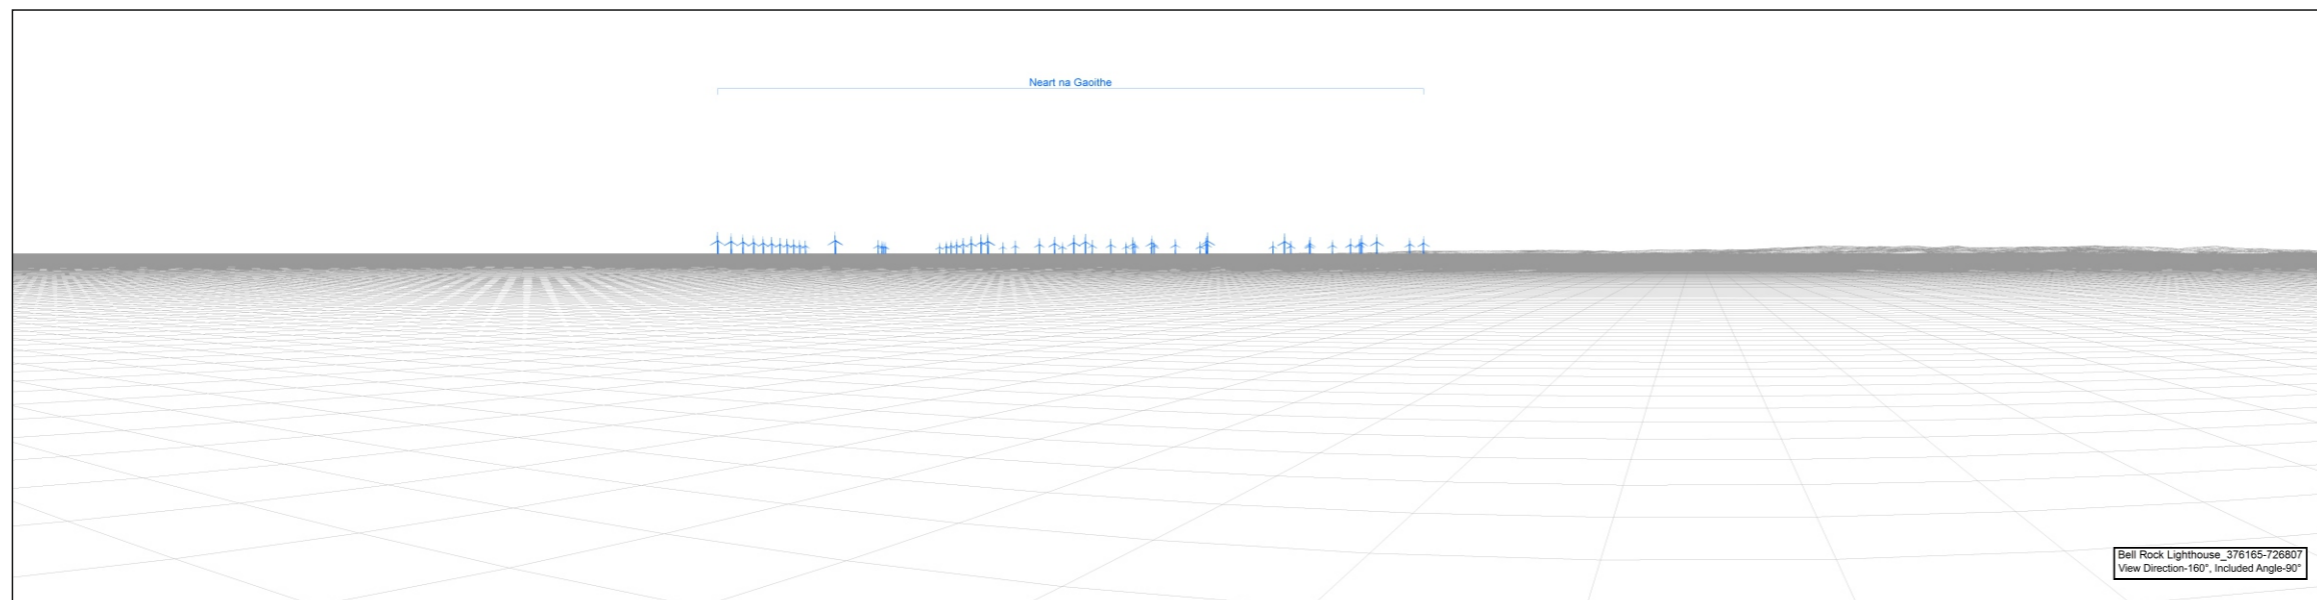 Neart na Gaoithe
Bell Rock Lighthouse_376165-726807
View Direction-160°, Included Angle-90°